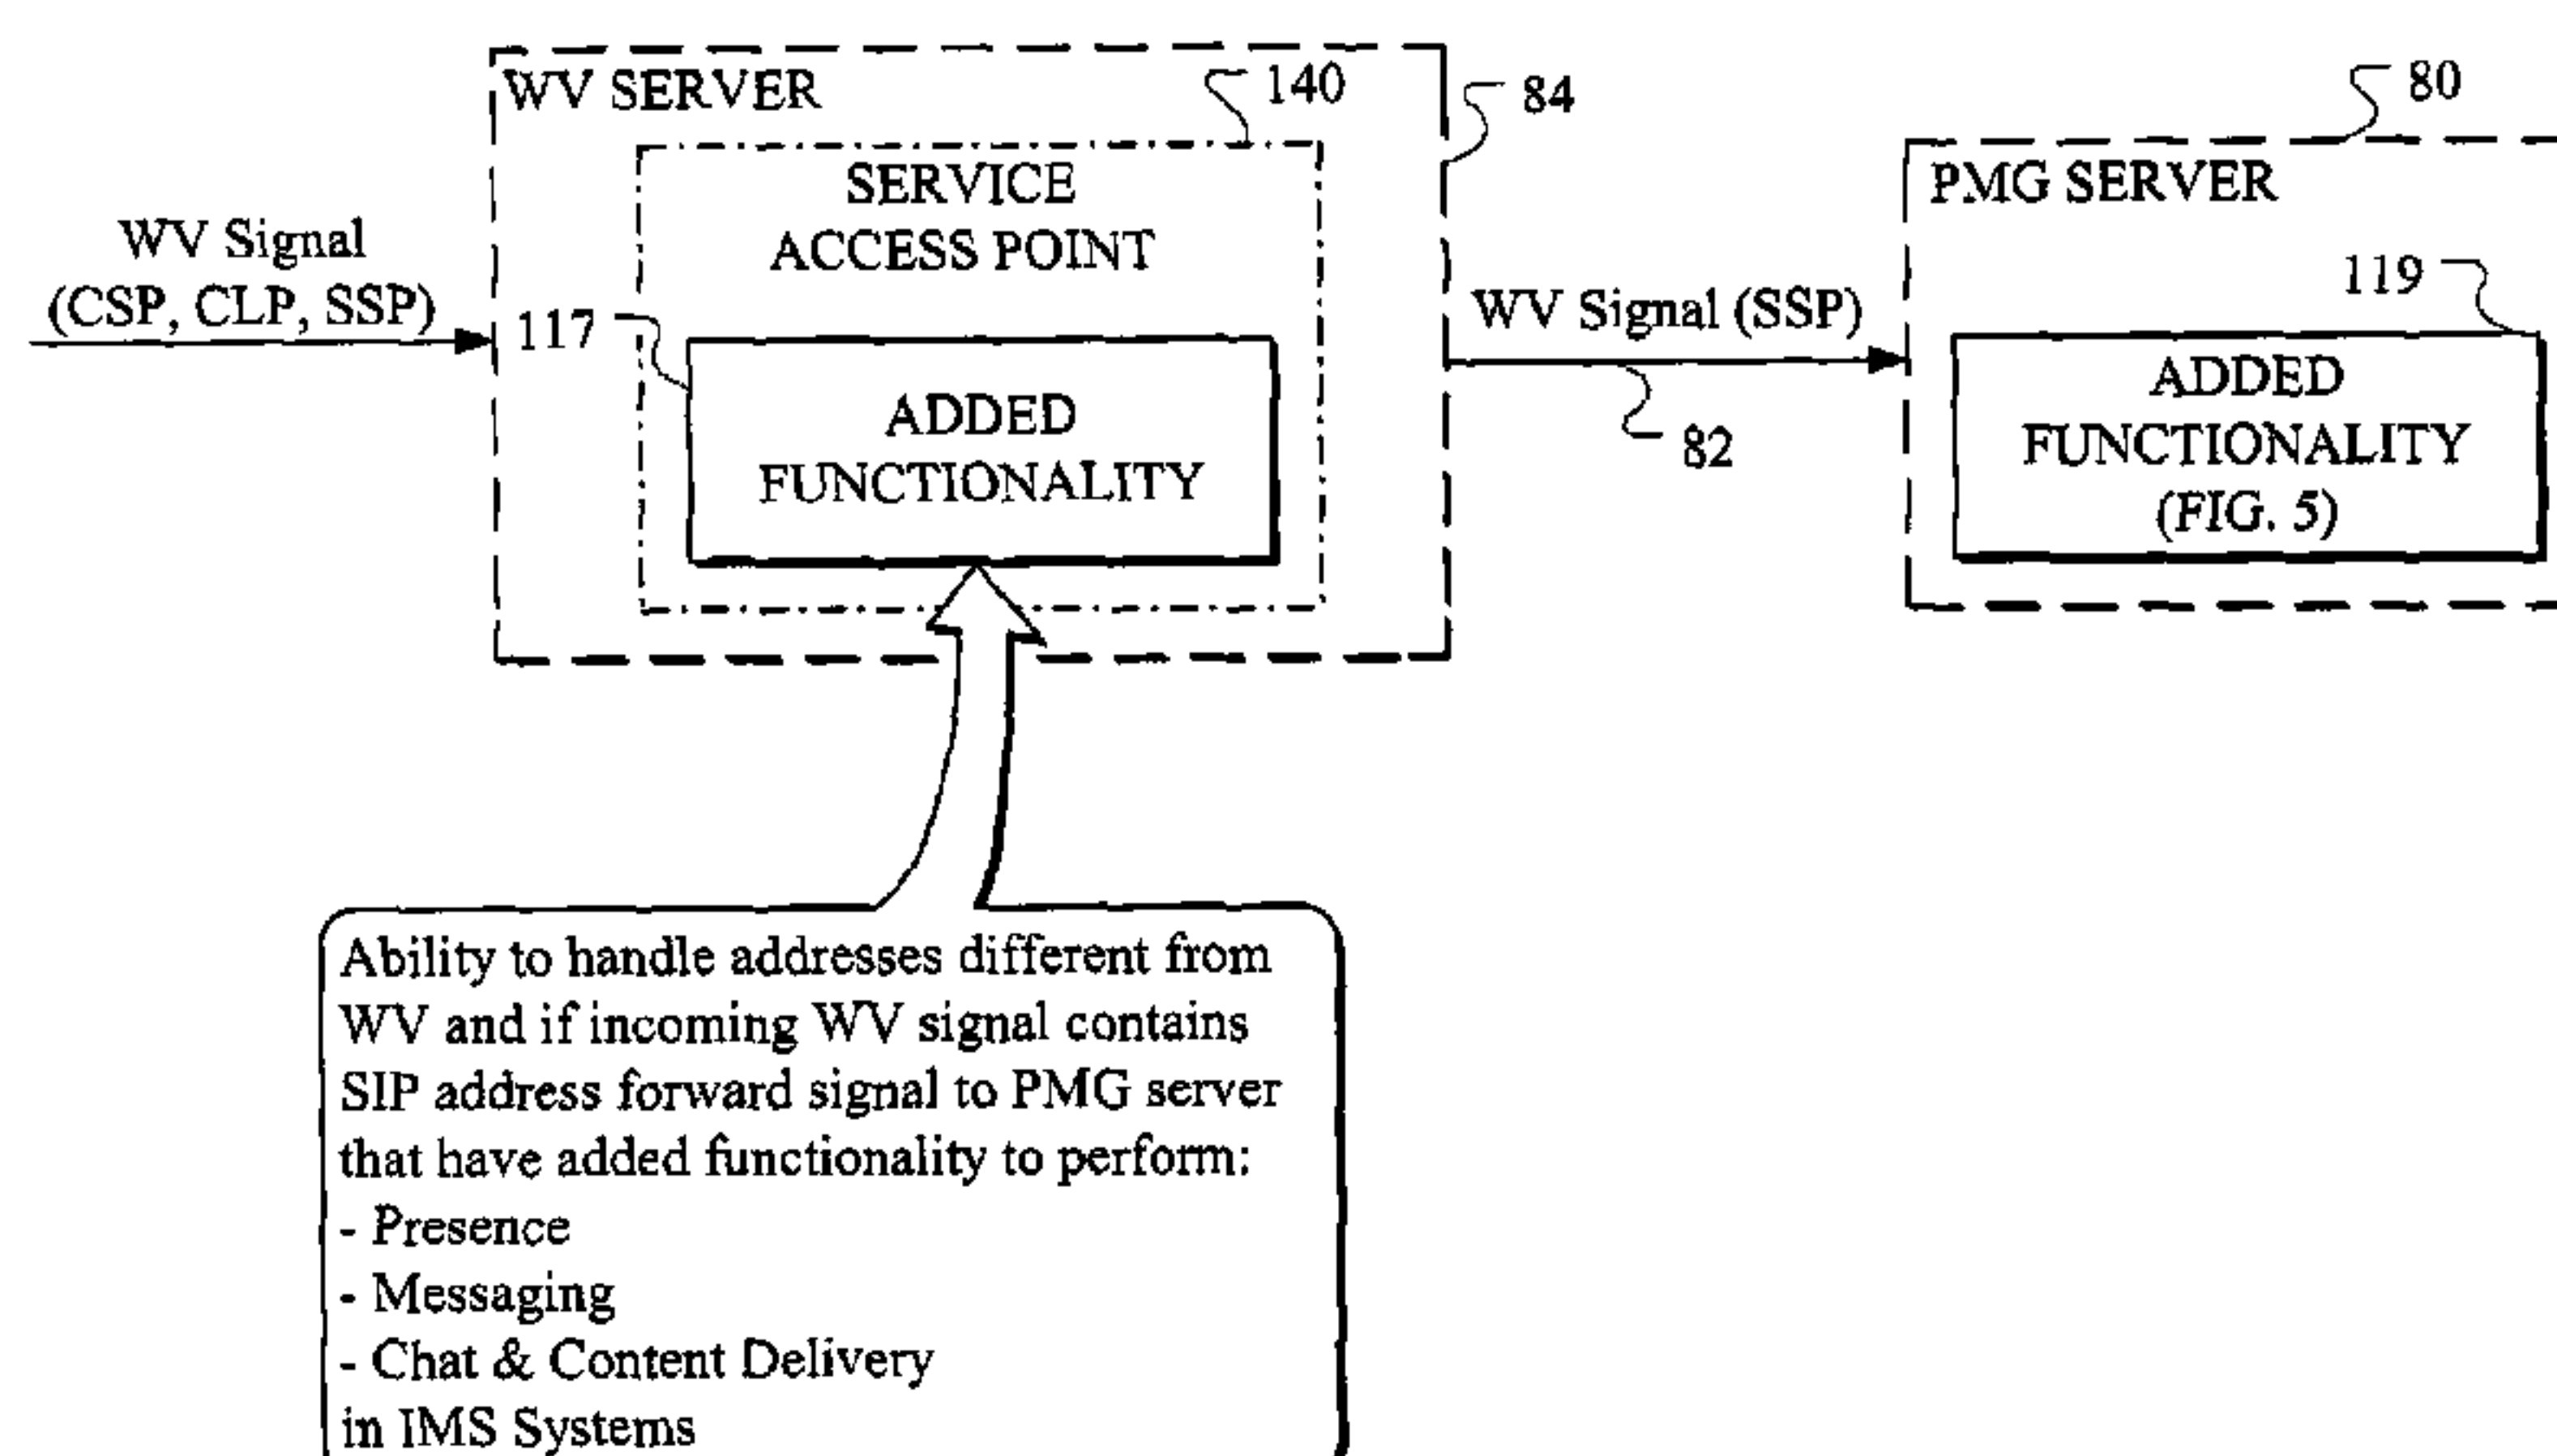 WV SERVER
140
84
80
SERVICE
ACCESS POINT
PMG SERVER
WV Signal
(CSP, CLP, SSP)
117
WV Signal (SSP)
82
119
ADDED
FUNCTIONALITY
ADDED
FUNCTIONALITY
(FIG. 5)
Ability to handle addresses different from
WV and if incoming WV signal contains
SIP address forward signal to PMG server
that have added functionality to perform:
- Presence
- Messaging
- Chat & Content Delivery
in IMS Systems